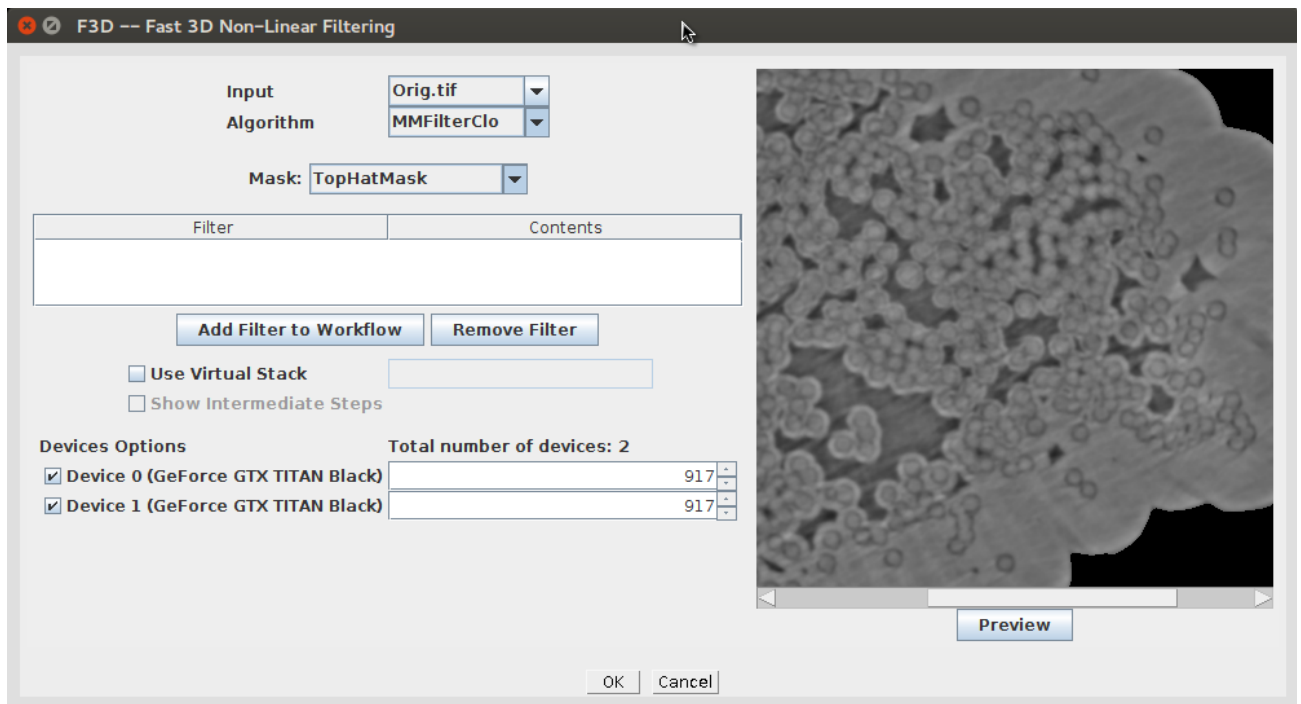 F3D -- Fast 3D Non-Linear Filtering
Input Orig.tif
Algorithm MMFilterClo
Mask: TopHatMask
Filter Contents
Add Filter to Workflow Remove Filter
Use Virtual Stack
Show Intermediate Steps
Devices Options Total number of devices: 2
Device 0 (GeForce GTX TITAN Black) 917
Device 1 (GeForce GTX TITAN Black) 917
Preview
OK Cancel